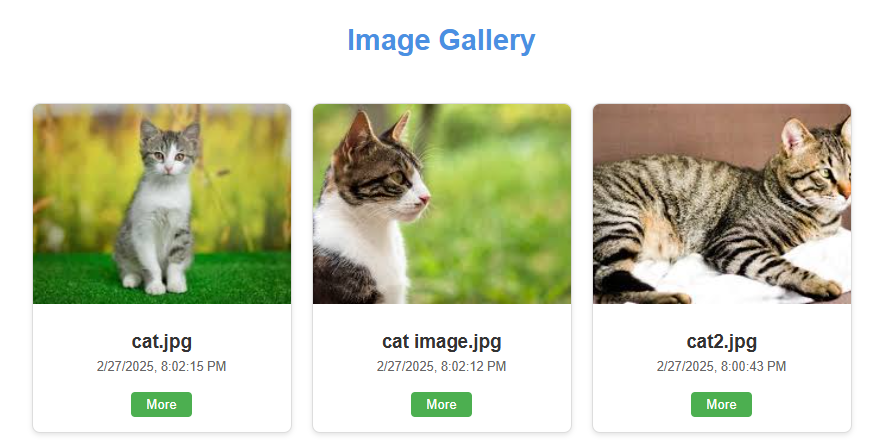 Image Gallery
cat.jpg
2/27/2025, 8:02:15 PM
More
cat image.jpg
2/27/2025, 8:02:12 PM
More
cat2.jpg
2/27/2025, 8:00:43 PM
More